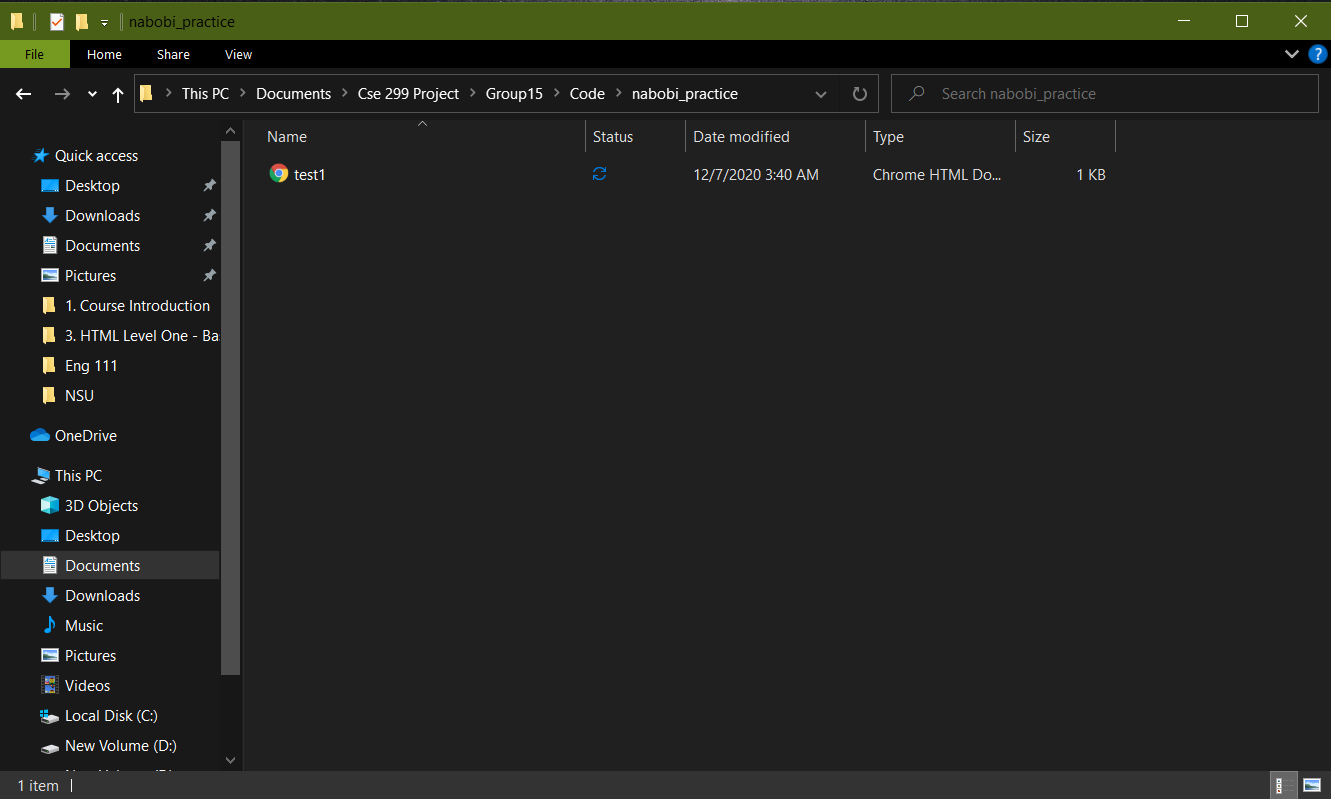 nabobi_practice
File Home Share View
This PC Documents Cse 299 Project Group15 Code nabobi_practice Search nabobi_practice
Name Status Date modified Type Size
test1 12/7/2020 3:40 AM Chrome HTML Do... 1 KB
Quick access
Desktop
Downloads
Documents
Pictures
1. Course Introduction
3. HTML Level One - Ba
Eng 111
NSU
OneDrive
This PC
3D Objects
Desktop
Documents
Downloads
Music
Pictures
Videos
Local Disk (C:)
New Volume (D:)
1 item